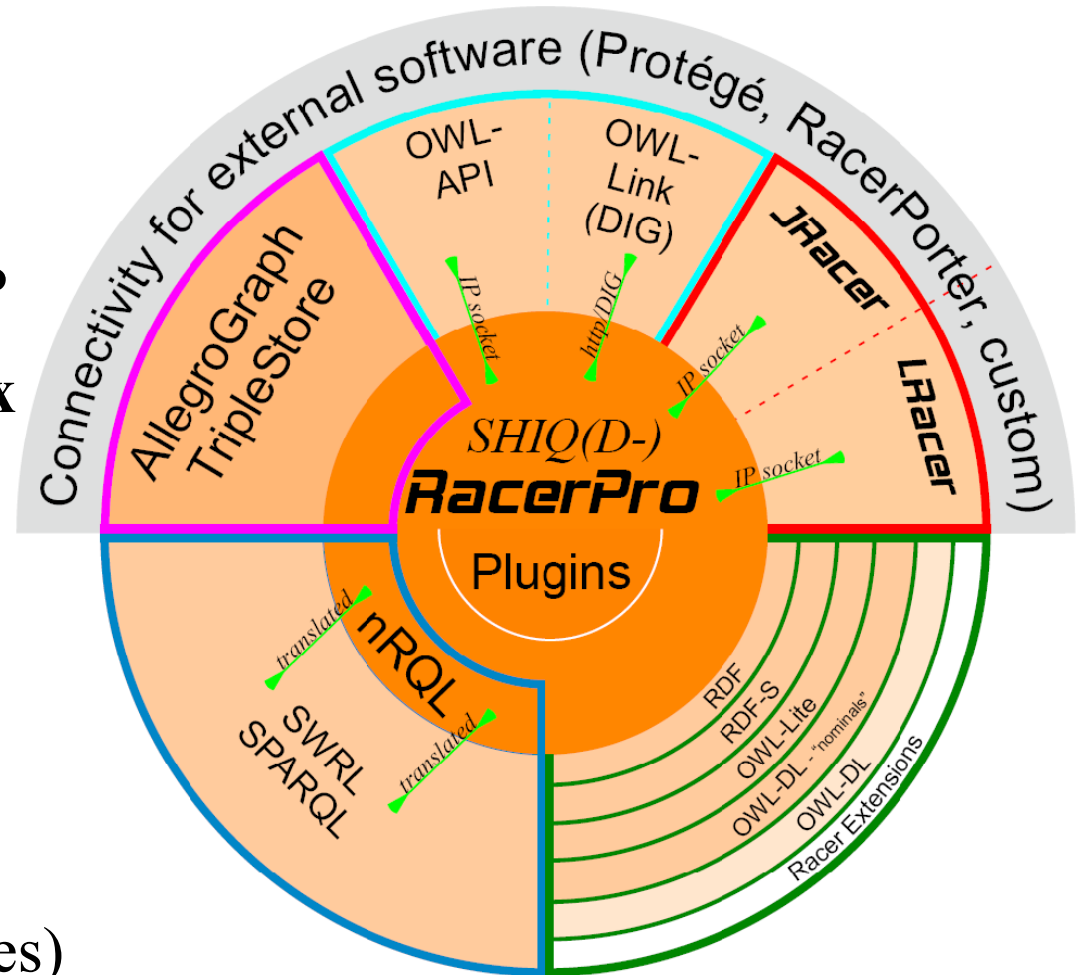 Connectivity for external software (Protégé, RacerPorter, custom)
OWL-
API
OWL-
Link
(DIG)
JRacer
LRacer
AllegroGraph
TripleStore
IP socket
http/DIG
IP socket
IP socket
SHIQ(D-)
RacerPro
Plugins
translated
nRQL
translated
SWRL
SPARQL
RDF
RDF-S
OWL-Lite
OWL-DL - “nominals”
OWL-DL
Racer Extensions
x
es)